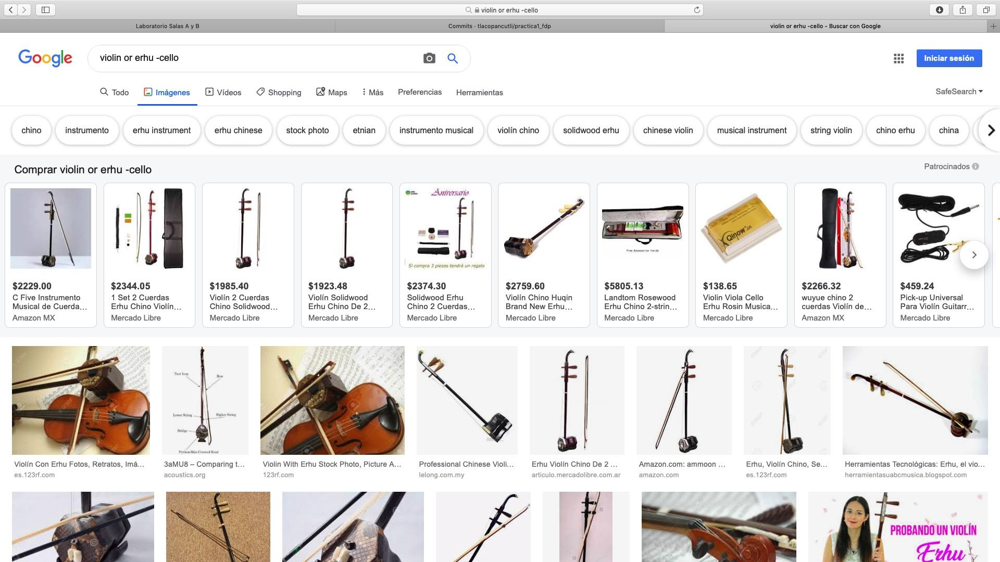 violin or erhu -cello
Laboratorio Salas A y B
Commits · tlacopancutli/practica1_fdp
violin or erhu -cello - Buscar con Google
Google
violin or erhu -cello
Iniciar sesión
Todo
Imágenes
Vídeos
Shopping
Maps
Más
Preferencias
Herramientas
SafeSearch
chino
instrumento
erhu instrument
erhu chinese
stock photo
etnian
instrumento musical
violín chino
solidwood erhu
chinese violin
musical instrument
string violin
chino erhu
china
Comprar violin or erhu -cello
Patrocinados
$2229.00
C Five Instrumento
Musical de Cuerda...
Amazon MX
$2344.05
1 Set 2 Cuerdas
Erhu Chino Violín...
Mercado Libre
$1985.40
Violín 2 Cuerdas
Chino Solidwood...
Mercado Libre
$1923.48
Violín Solidwood
Erhu Chino De 2...
Mercado Libre
Aniversario
Si compra 3 piezas tendrá un regalo
$2374.30
Solidwood Erhu
Chino 2 Cuerdas...
Mercado Libre
$2759.60
Violín Chino Huqin
Brand New Erhu...
Mercado Libre
Free Accessories Inside
$5805.13
Landtom Rosewood
Erhu Chino 2-strin...
Mercado Libre
Qinow.cn
$138.65
Violin Viola Cello
Erhu Rosin Musica...
Mercado Libre
$2266.32
wuyue chino 2
cuerdas Violín de...
Amazon MX
$459.24
Pick-up Universal
Para Violín Guitarr...
Mercado Libre
Violín Con Erhu Fotos, Retratos, Imá...
es.123rf.com
Bow
Lower String
Higher String
Bridge
Python Skin Covered Head
3aMU8 – Comparing t...
acoustics.org
Violin With Erhu Stock Photo, Picture A...
123rf.com
Professional Chinese Violi...
lelong.com.my
Erhu Violín Chino De 2 ...
articulo.mercadolibre.com.ar
Amazon.com: ammoon ...
amazon.com
Erhu, Violín Chino, Se...
es.123rf.com
Herramientas Tecnológicas: Erhu, el vio...
herramientasuabcmusica.blogspot.com
PROBANDO UN VIOLÍN
Erhu